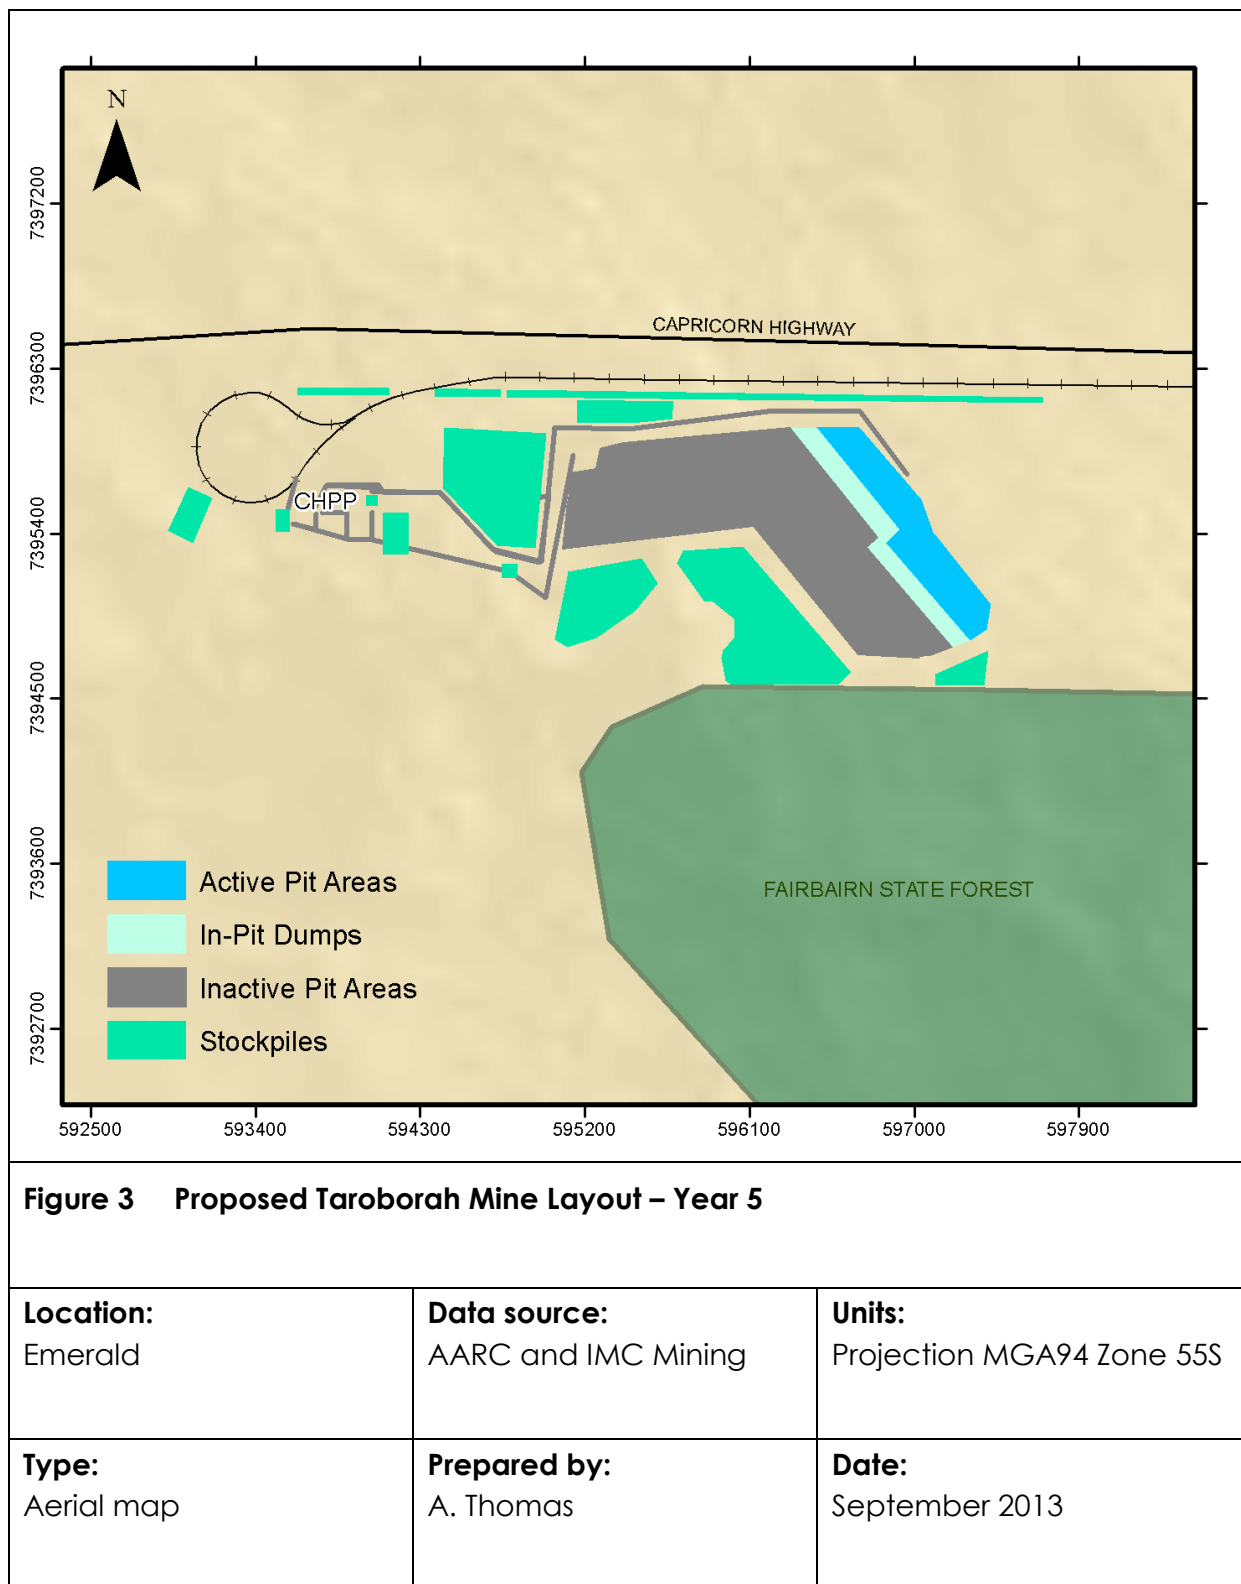 N
7397200
CAPRICORN HIGHWAY
7396300
CHPP
7395400
7394500
7393600
Active Pit Areas
FAIRBAIRN STATE FOREST
In-Pit Dumps
Inactive Pit Areas
7392700
Stockpiles
592500 593400 594300 595200 596100 597000 597900
Figure 3 Proposed Taroborah Mine Layout – Year 5
Location:
Emerald
Data source:
AARC and IMC Mining
Units:
Projection MGA94 Zone 55S
Type:
Aerial map
Prepared by:
A. Thomas
Date:
September 2013